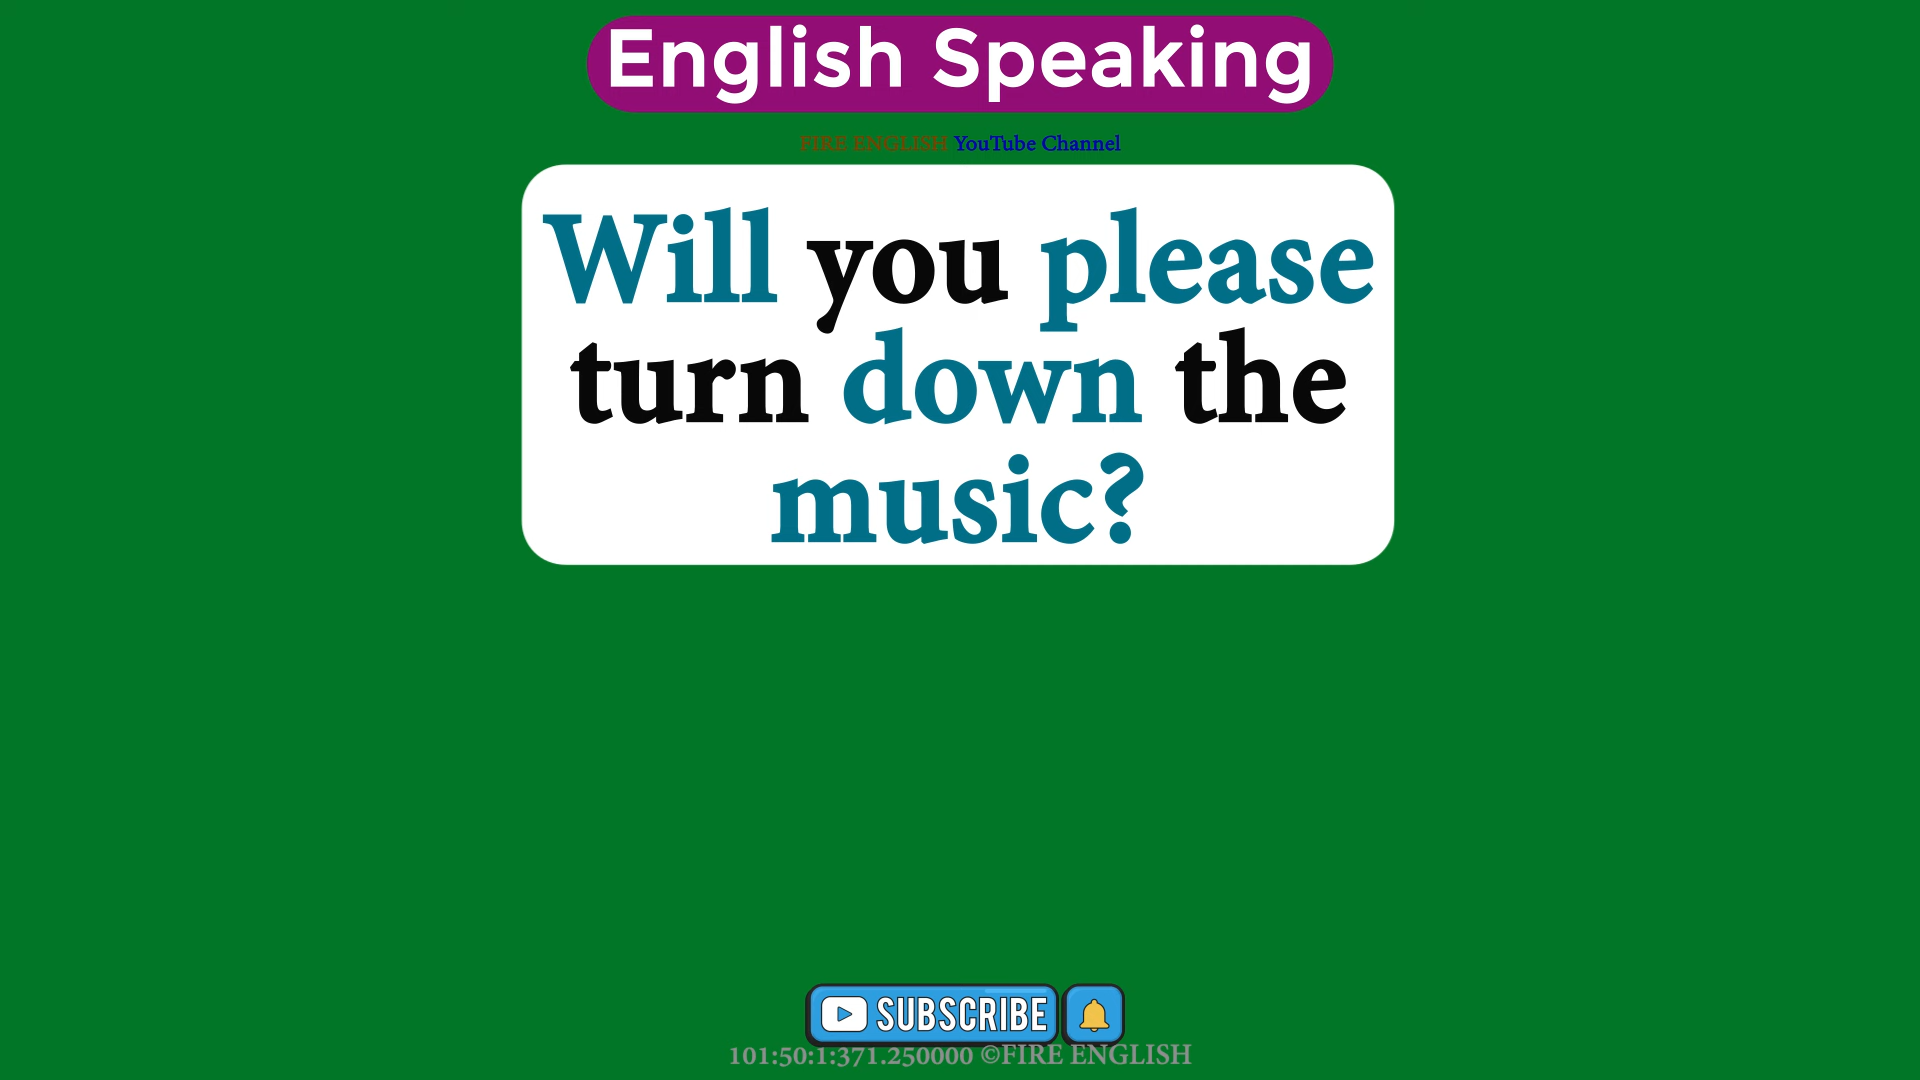 English Speaking
FIRE ENGLISH YouTube Channel
Will you please
turn down the
music?
SUBSCRIBE
101:50:1:371.250000 ©FIRE ENGLISH